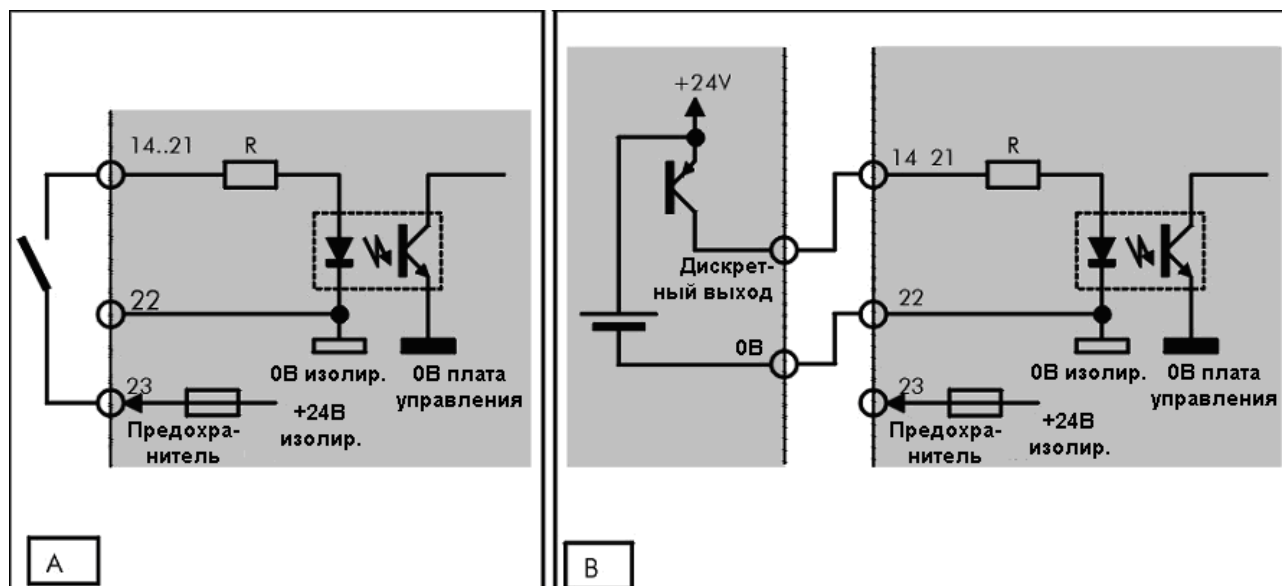 14..21
R
22
23
0В изолир.
0В плата
управления
+24В
изолир.
Предохра-
нитель
A
+24V
Дискрет-
ный выход
0В
14 21
R
22
23
0В изолир.
0В плата
управления
+24В
изолир.
Предохра-
нитель
B